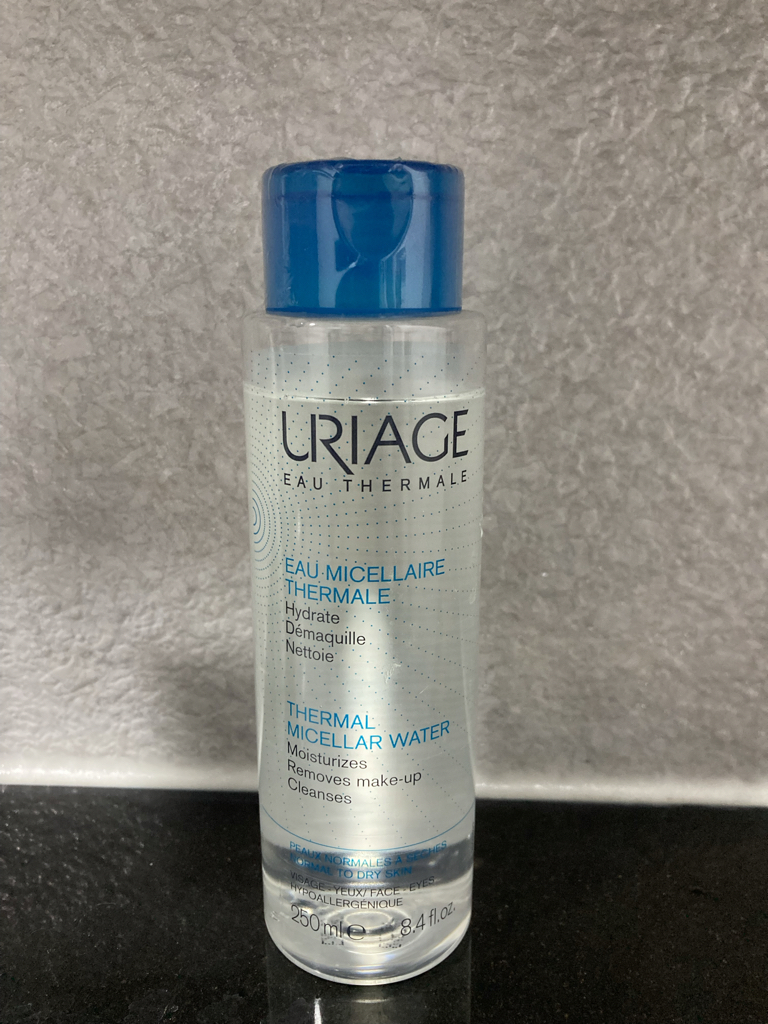 URIAGE
EAU THERMALE
EAU MICELLAIRE
THERMALE
Hydrate
Démaquille
Nettoie
THERMAL
MICELLAR WATER
Moisturizes
Removes make-up
Cleanses
PEAUX NORMALES À SÈCHES
NORMAL TO DRY SKIN
VISAGE - YEUX / FACE - EYES
HYPOALLERGÉNIQUE
250 ml e 8.4 fl.oz.